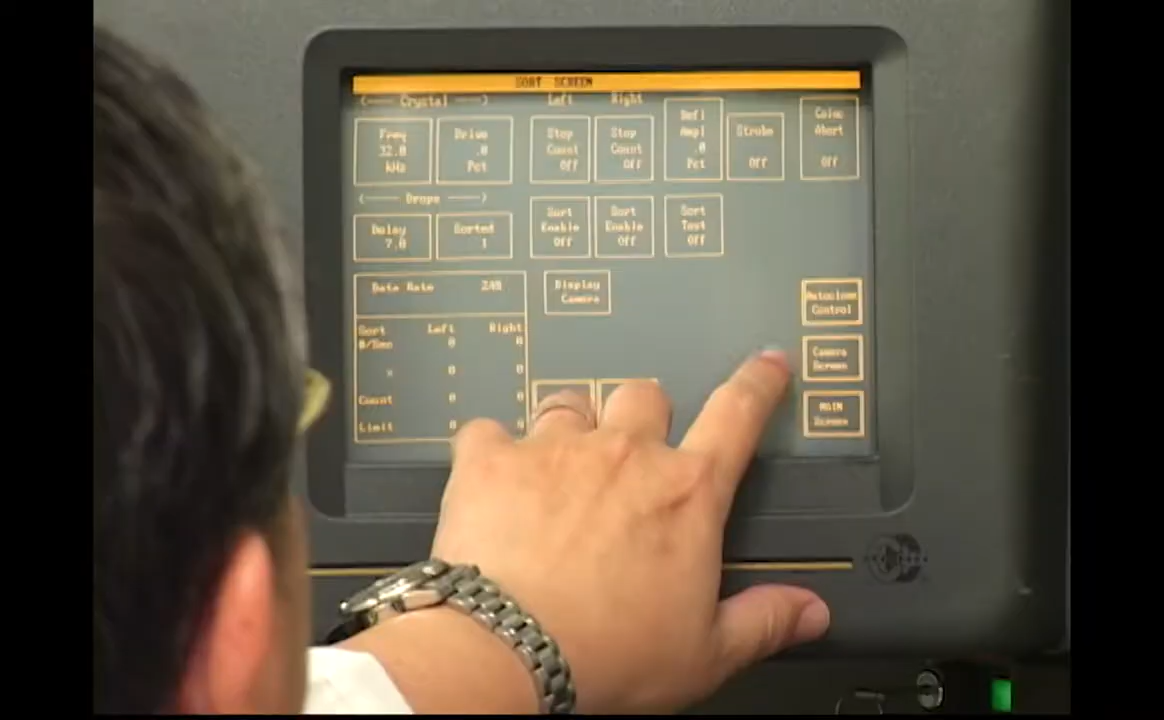 SORT SCREEN
(---- Crystal ----)
Left
Right
Freq
32.0
kHz
Drive
.0
Pct
Stop
Count
Off
Stop
Count
Off
Defl
Ampl
.0
Pct
Strobe
Off
Abort
Off
(---- Drops ----)
Delay
7.0
Sorted
1
Sort
Enable
Off
Sort
Enable
Off
Sort
Test
Off
Data Rate
Display
Camera
Sort Left Right
#/Sec 0 0
% 0 0
Count 0 0
Limit 0 0
Autoclone
Control
Camera
Screen
MAIN
Screen